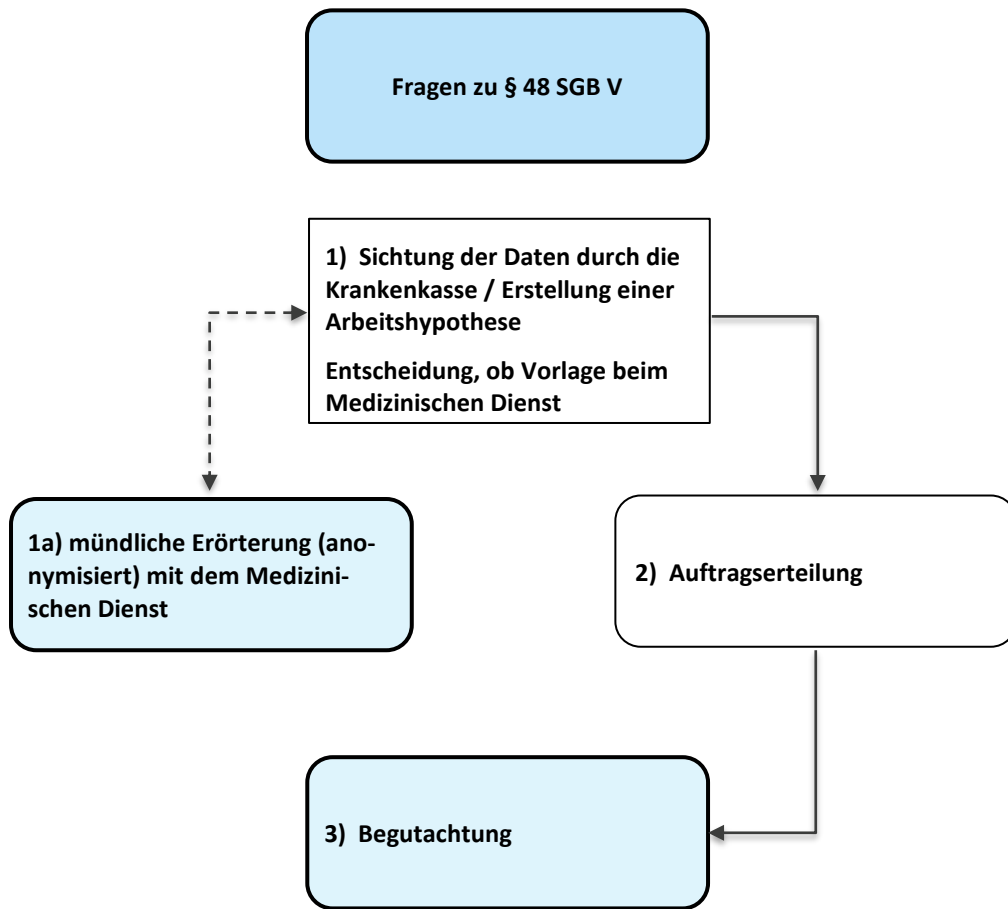 Fragen zu § 48 SGB V
1) Sichtung der Daten durch die
Krankenkasse / Erstellung einer
Arbeitshypothese
Entscheidung, ob Vorlage beim
Medizinischen Dienst
1a) mündliche Erörterung (ano-
nymisiert) mit dem Medizini-
schen Dienst
2) Auftragserteilung
3) Begutachtung